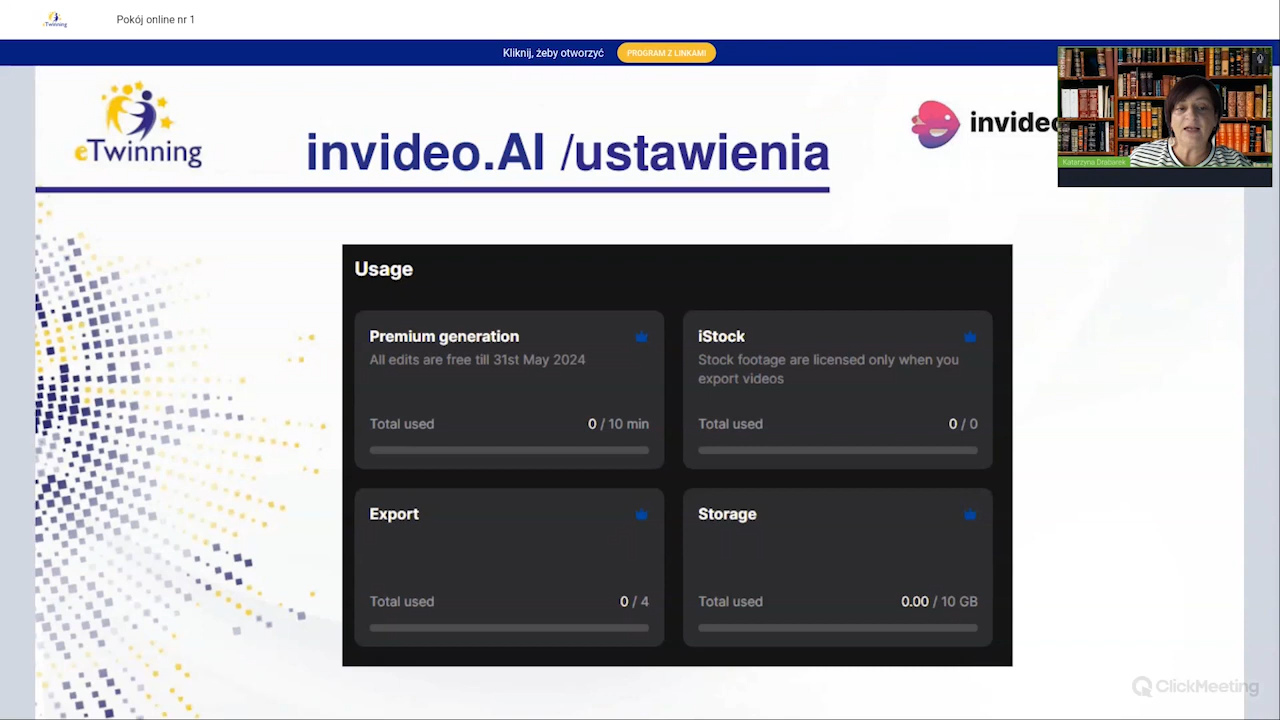 eTwinning
Pokój online nr 1
Kliknij, żeby otworzyć
PROGRAM Z LINKAMI
eTwinning
invideo.AI /ustawienia
invideo
Katarzyna Drabarek
Usage
Premium generation
All edits are free till 31st May 2024
Total used 0 / 10 min
iStock
Stock footage are licensed only when you
export videos
Total used 0 / 0
Export
Total used 0 / 4
Storage
Total used 0.00 / 10 GB
ClickMeeting